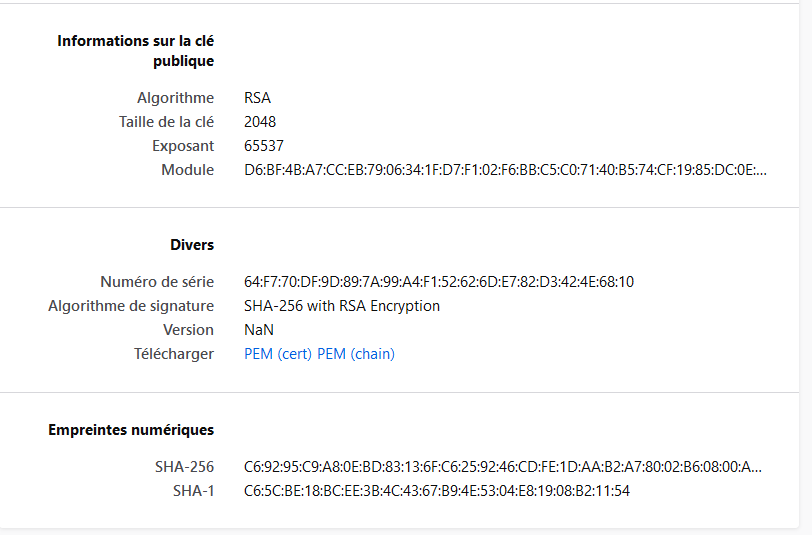 Informations sur la clé
publique
Algorithme RSA
Taille de la clé 2048
Exposant 65537
Module D6:BF:4B:A7:CC:EB:79:06:34:1F:D7:F1:02:F6:BB:C5:C0:71:40:B5:74:CF:19:85:DC:0E:...
Divers
Numéro de série 64:F7:70:DF:9D:89:7A:99:A4:F1:52:62:6D:E7:82:D3:42:4E:68:10
Algorithme de signature SHA-256 with RSA Encryption
Version NaN
Télécharger PEM (cert) PEM (chain)
Empreintes numériques
SHA-256 C6:92:95:C9:A8:0E:BD:83:13:6F:C6:25:92:46:CD:FE:1D:AA:B2:A7:80:02:B6:08:00:A...
SHA-1 C6:5C:BE:18:BC:EE:3B:4C:43:67:B9:4E:53:04:E8:19:08:B2:11:54